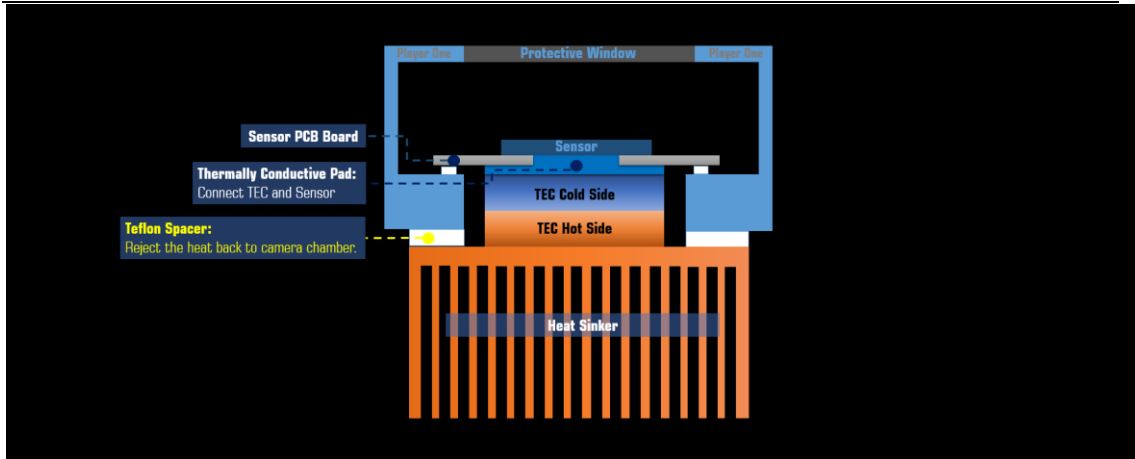 Player One Protective Window Player One
Sensor PCB Board
Sensor
Thermally Conductive Pad:
Connect TEC and Sensor
TEC Cold Side
Teflon Spacer:
Reject the heat back to camera chamber.
TEC Hot Side
Heat Sinker